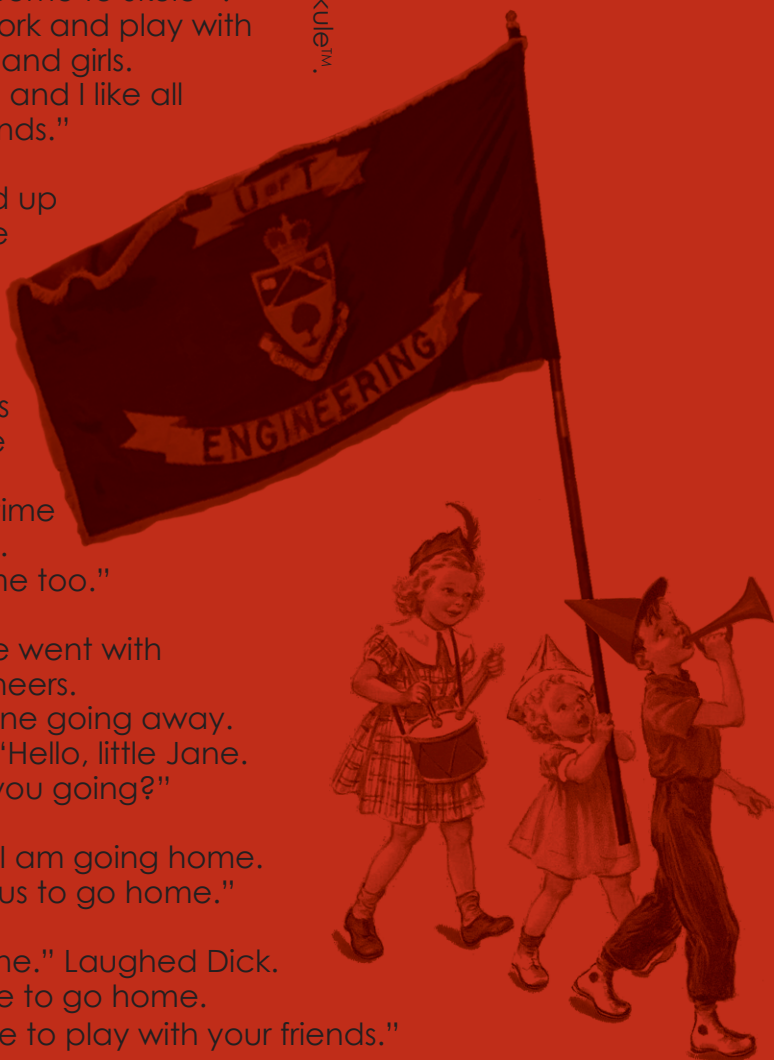 ork and play with
and girls.
and I like all
nds.”
d up
e
s
e
ime
.
ne too.”
e went with
neers.
ne going away.
“Hello, little Jane.
you going?”
I am going home.
us to go home.”
ne.” Laughed Dick.
e to go home.
e to play with your friends.”
kule™.
U of T
ENGINEERING